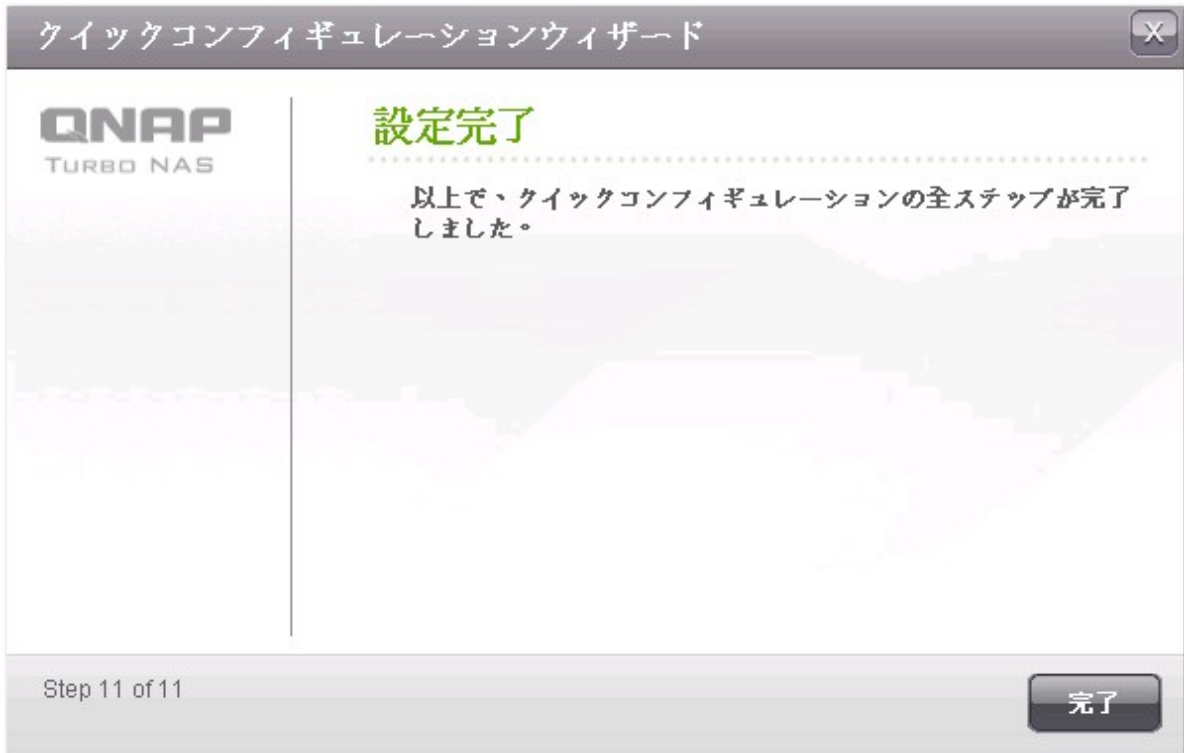 クイックコンフィギュレーションウィザード
X
QNAP
TURBO NAS
設定完了
以上で、クイックコンフィギュレーションの全ステップが完了
しました。
Step 11 of 11
完了